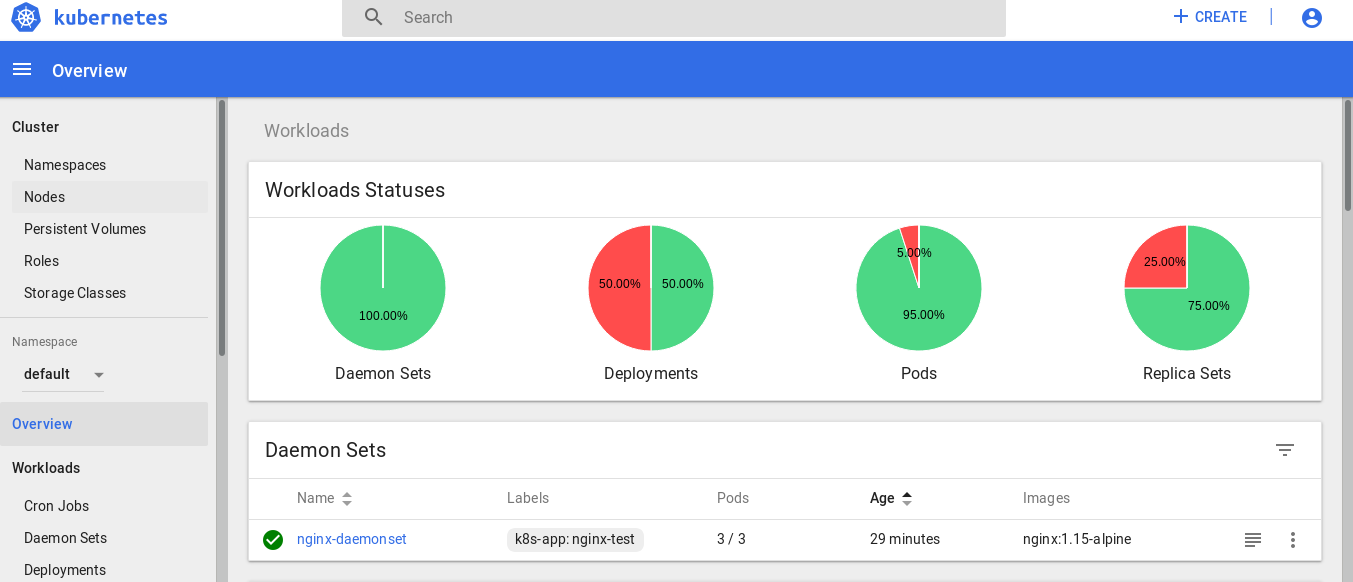 kubernetes
Search
CREATE
Overview
Cluster
Namespaces
Nodes
Persistent Volumes
Roles
Storage Classes
Namespace
default
Overview
Workloads
Cron Jobs
Daemon Sets
Deployments
Workloads
Workloads Statuses
100.00%
Daemon Sets
50.00% 50.00%
Deployments
5.00%
95.00%
Pods
25.00%
75.00%
Replica Sets
Daemon Sets
Name Labels Pods Age Images
nginx-daemonset k8s-app: nginx-test 3 / 3 29 minutes nginx:1.15-alpine